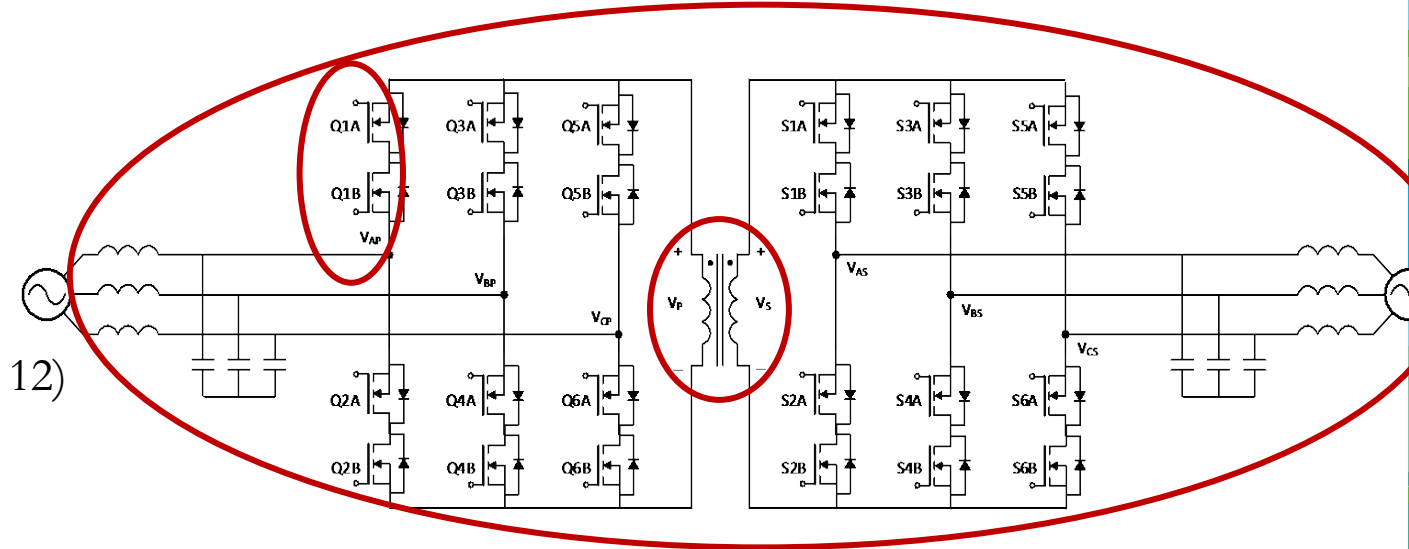 Q1A Q3A Q5A S1A S3A S5A
Q1B Q3B Q5B S1B S3B S5B
VAP
VBP
VCP
+ +
VP VS
_ _
VAS
VBS
VCS
12)
Q2A Q4A Q6A S2A S4A S6A
Q2B Q4B Q6B S2B S4B S6B